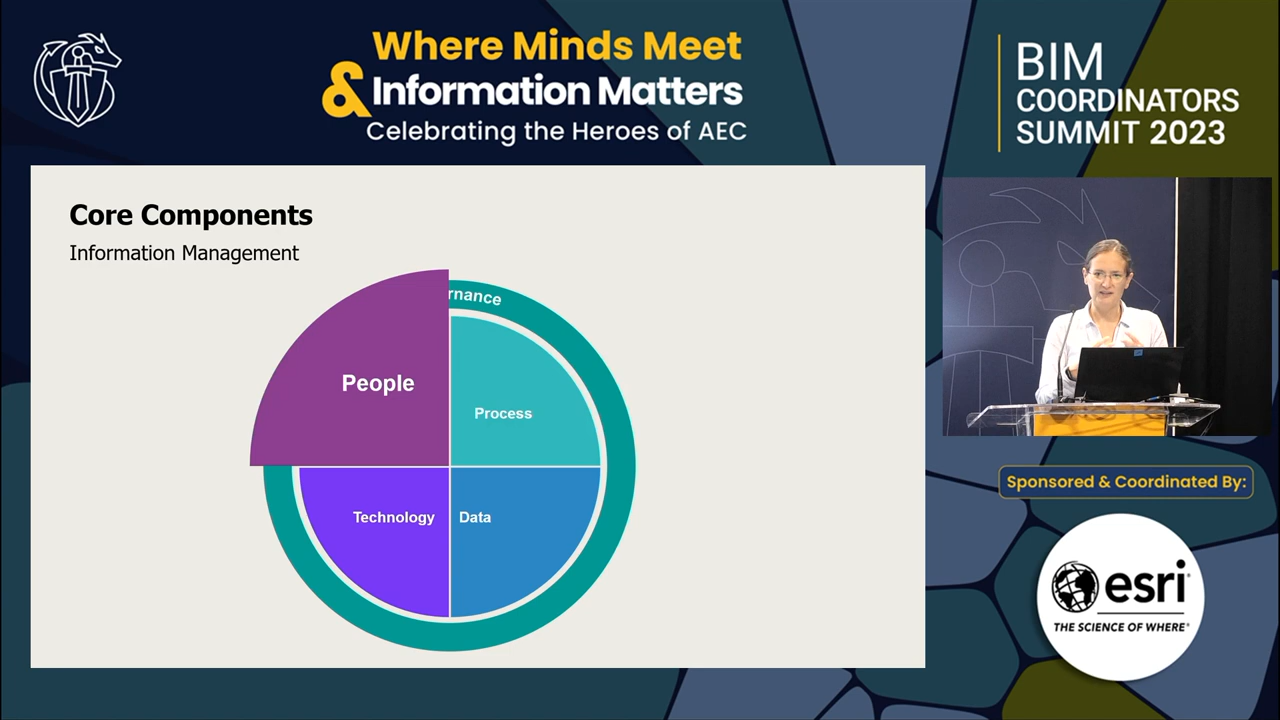 Where Minds Meet
& Information Matters
Celebrating the Heroes of AEC
BIM
COORDINATORS
SUMMIT 2023
Core Components
Information Management
rnance
People
Process
Technology
Data
Sponsored & Coordinated By:
esri
THE SCIENCE OF WHERE®